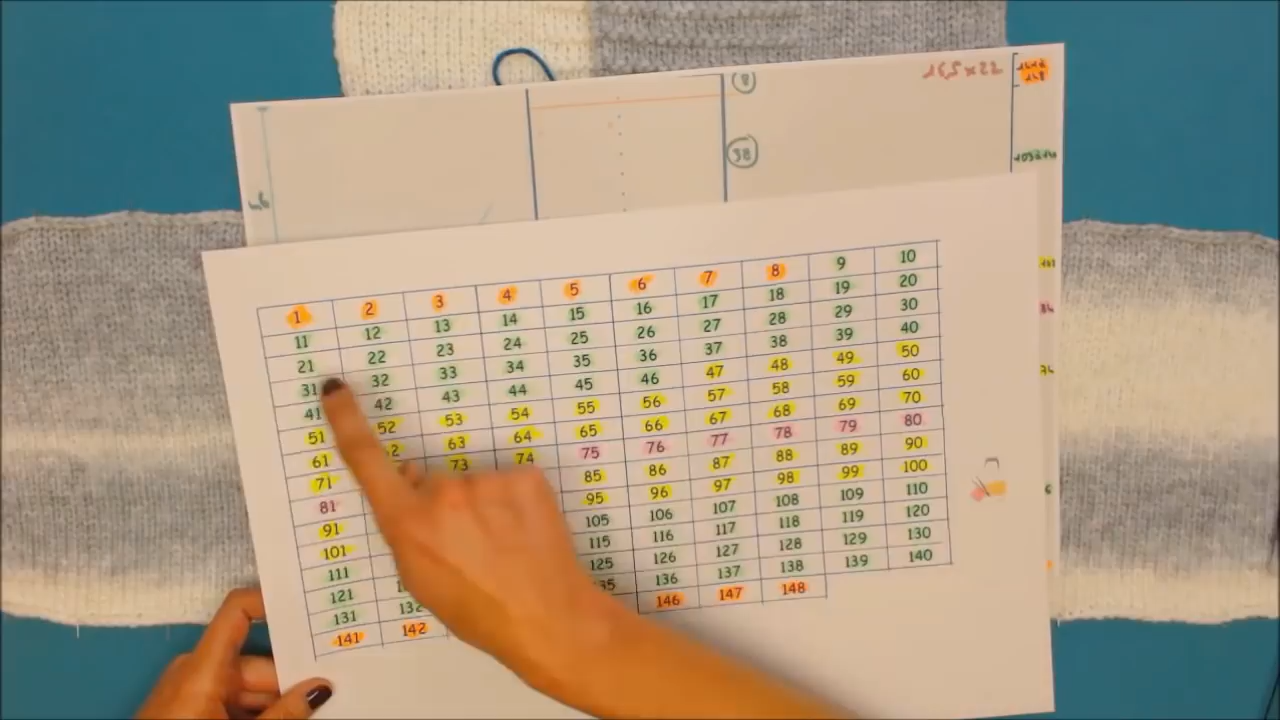 8
38
1 2 3 4 5 6 7 8 9 10
11 12 13 14 15 16 17 18 19 20
21 22 23 24 25 26 27 28 29 30
31 32 33 34 35 36 37 38 39 40
41 42 43 44 45 46 47 48 49 50
51 52 53 54 55 56 57 58 59 60
61 63 64 65 66 67 68 69 70
71 73 74 75 76 77 78 79 80
81 85 86 87 88 89 90
91 95 96 97 98 99 100
101 105 106 107 108 109 110
111 115 116 117 118 119 120
121 125 126 127 128 129 130
131 132 136 137 138 139 140
141 142 146 147 148